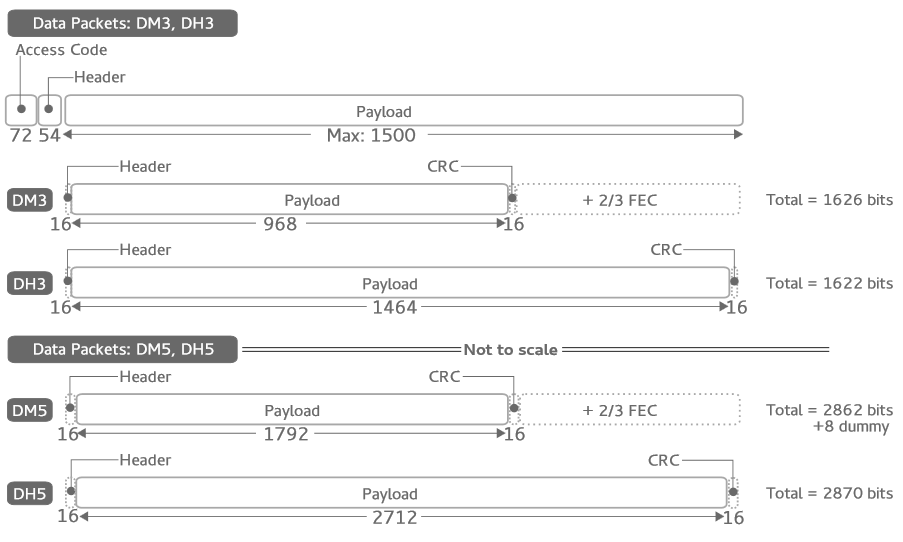 Data Packets: DM3, DH3
Access Code
Header
Payload
72 54 Max: 1500
Header CRC
DM3 Payload + 2/3 FEC Total = 1626 bits
16 968 16
Header CRC
DH3 Payload Total = 1622 bits
16 1464 16
Data Packets: DM5, DH5 Not to scale
Header CRC
DM5 Payload + 2/3 FEC Total = 2862 bits
+8 dummy
16 1792 16
Header CRC
DH5 Payload Total = 2870 bits
16 2712 16